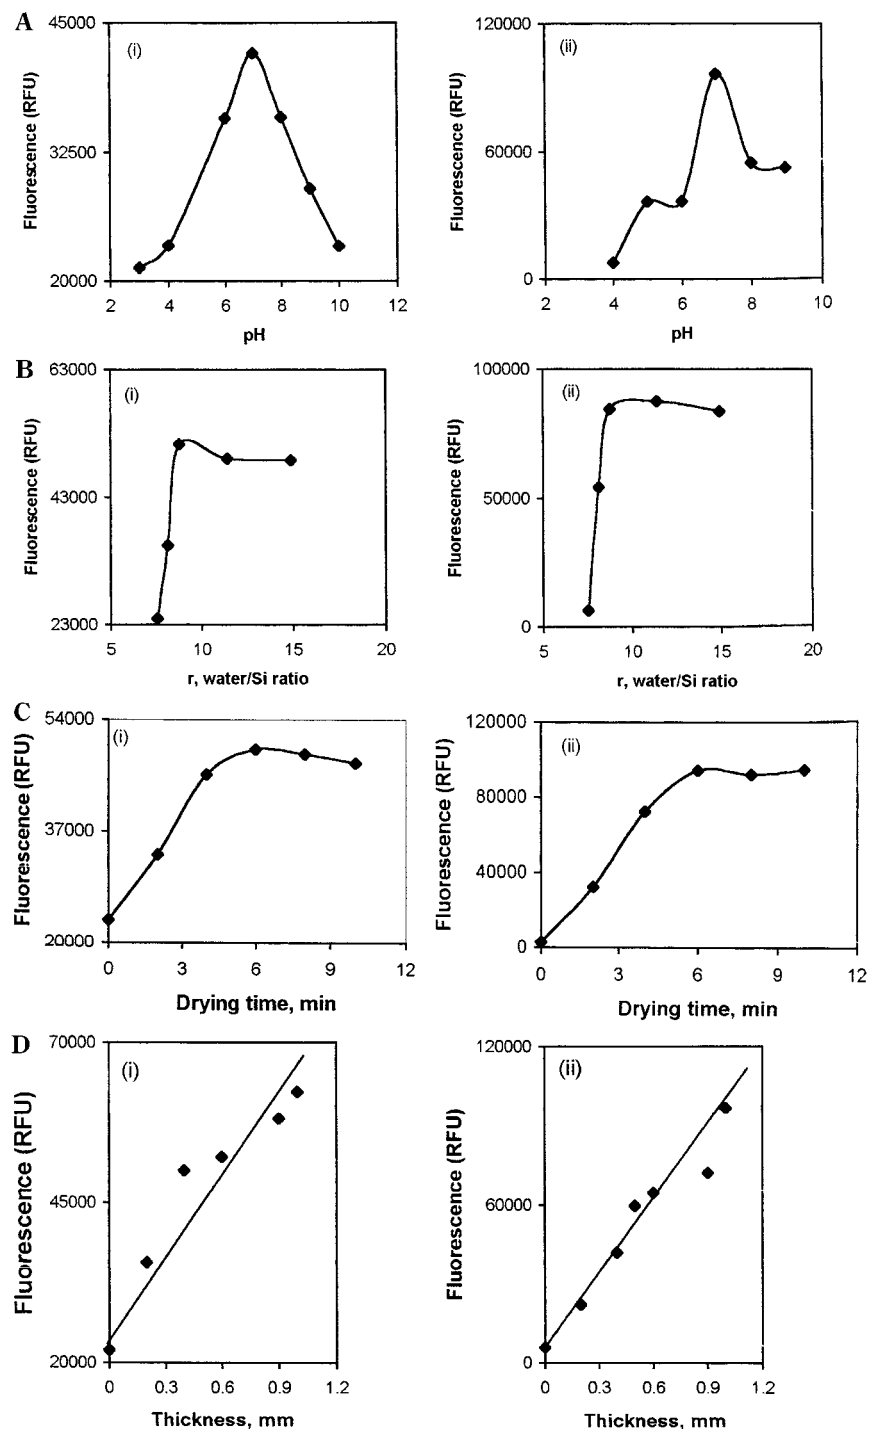 A
(i)
45000
32500
20000
Fluorescence (RFU)
2 4 6 8 10 12
pH
(ii)
120000
60000
0
Fluorescence (RFU)
2 4 6 8 10
pH
B
(i)
63000
43000
23000
Fluorescence (RFU)
5 10 15 20
r, water/Si ratio
(ii)
100000
50000
0
Fluorescence (RFU)
5 10 15 20
r, water/Si ratio
C
(i)
54000
37000
20000
Fluorescence (RFU)
0 3 6 9 12
Drying time, min
(ii)
120000
80000
40000
0
Fluorescence (RFU)
0 3 6 9 12
Drying time, min
D
(i)
70000
45000
20000
Fluorescence (RFU)
0 0.3 0.6 0.9 1.2
Thickness, mm
(ii)
120000
60000
0
Fluorescence (RFU)
0 0.3 0.6 0.9 1.2
Thickness, mm